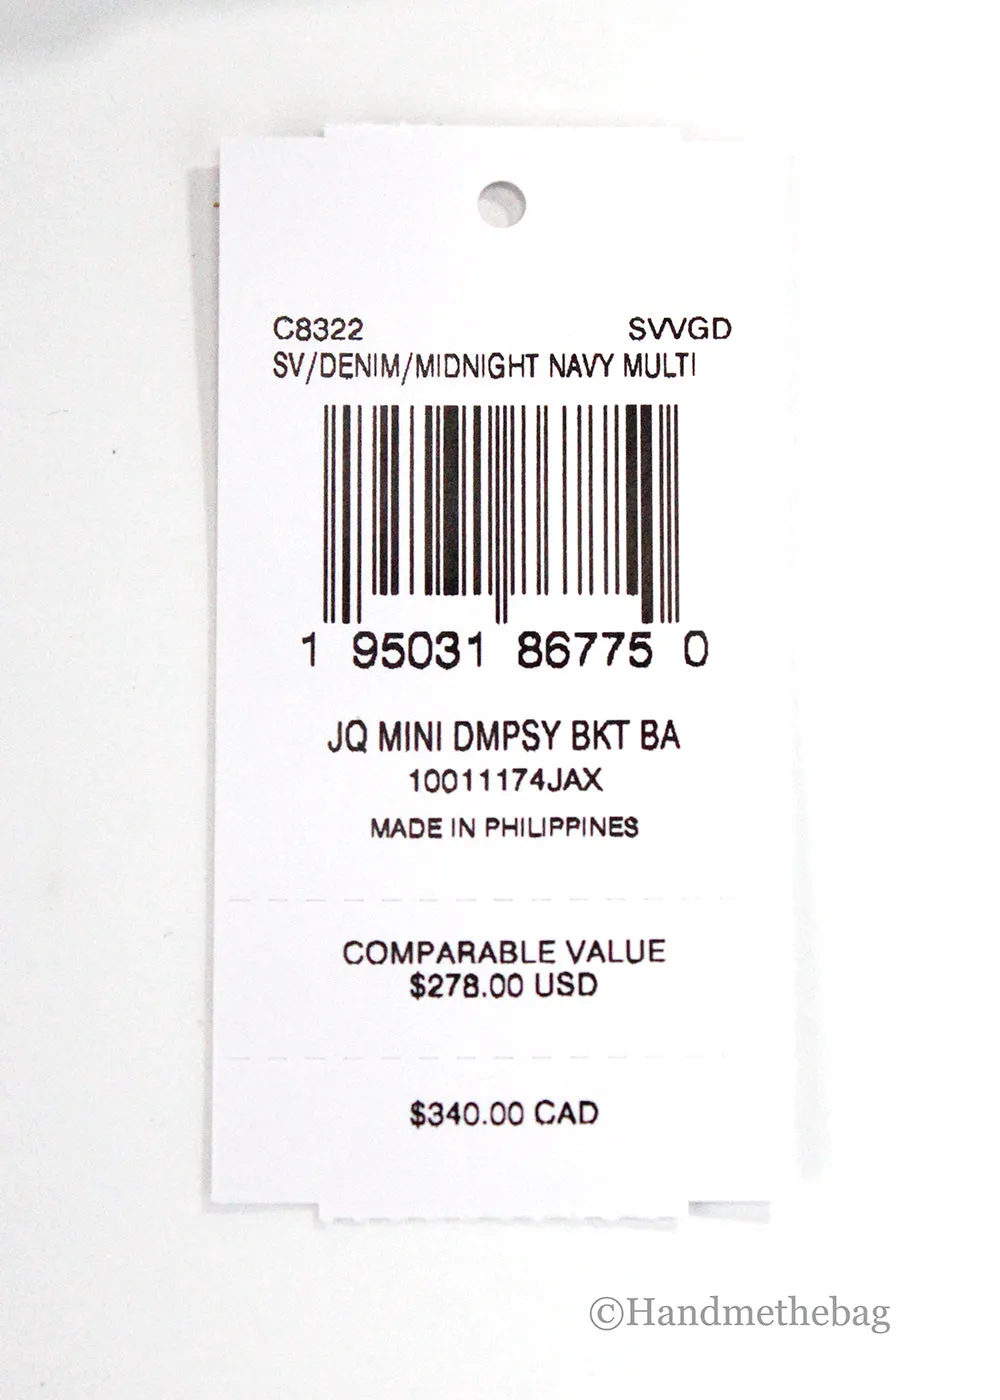 C8322 SVVGD
SV/DENIM/MIDNIGHT NAVY MULTI
1 95031 86775 0
JQ MINI DMPSY BKT BA
10011174JAX
MADE IN PHILIPPINES
COMPARABLE VALUE
$278.00 USD
$340.00 CAD
©Handmethebag